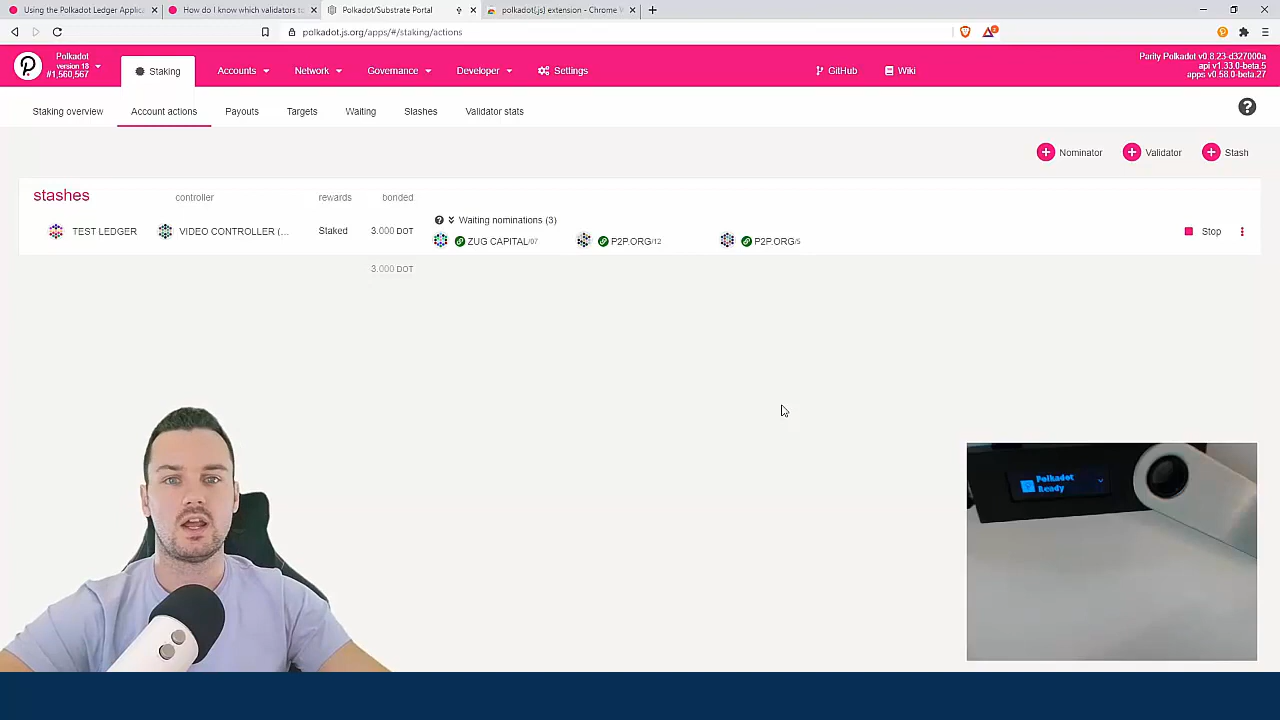 Using the Polkadot Ledger Applica
How do I know which validators to
Polkadot/Substrate Portal
polkadot{.js} extension - Chrome W
polkadot.js.org/apps/#/staking/actions
2
Polkadot
version 18
#1,560,567
Staking
Accounts
Network
Governance
Developer
Settings
GitHub
Wiki
Parity Polkadot v0.8.23-d327000a
api v1.33.0-beta.5
apps v0.58.0-beta.27
Staking overview
Account actions
Payouts
Targets
Waiting
Slashes
Validator stats
Nominator
Validator
Stash
stashes
controller
rewards
bonded
TEST LEDGER
VIDEO CONTROLLER (...
Staked
3.000 DOT
Waiting nominations (3)
ZUG CAPITAL/07
P2P.ORG/12
P2P.ORG/5
Stop
3.000 DOT
Polkadot
Ready